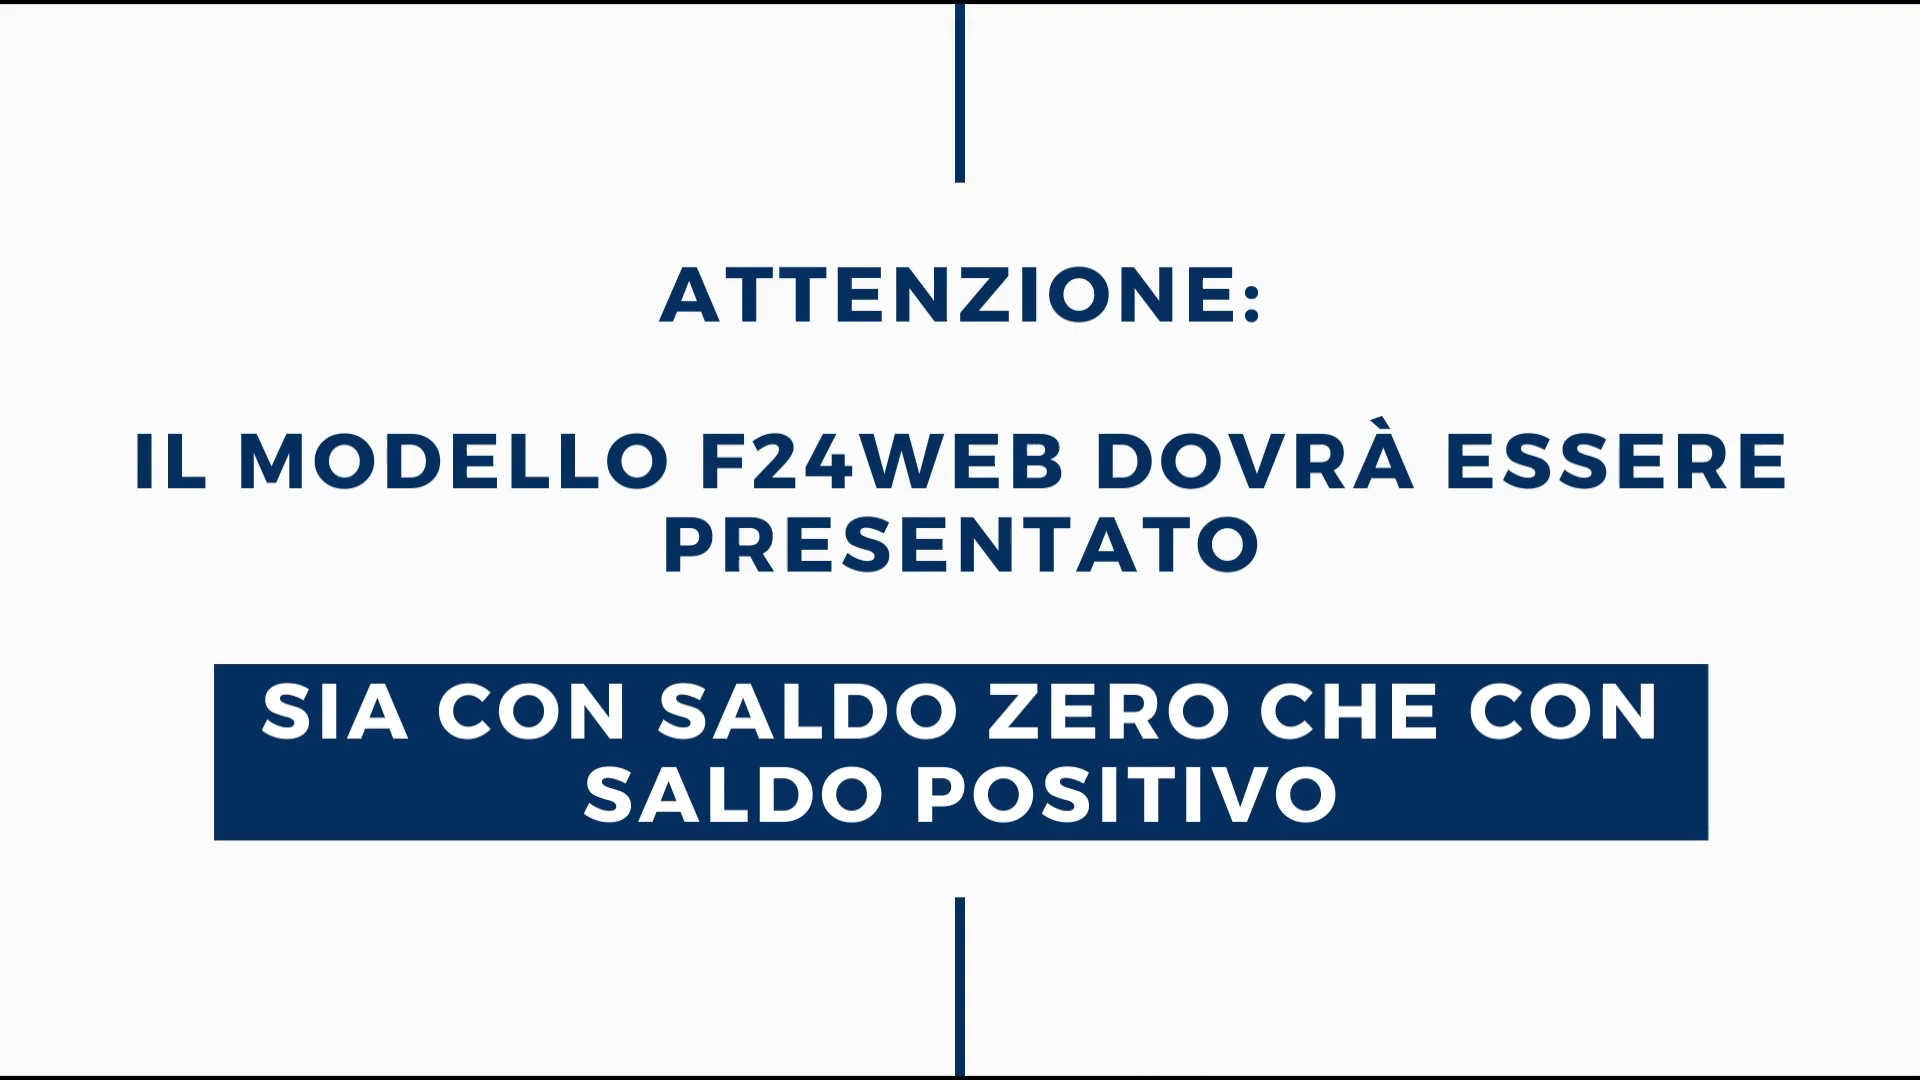 ATTENZIONE:
IL MODELLO F24WEB DOVRÀ ESSERE
PRESENTATO
SIA CON SALDO ZERO CHE CON
SALDO POSITIVO